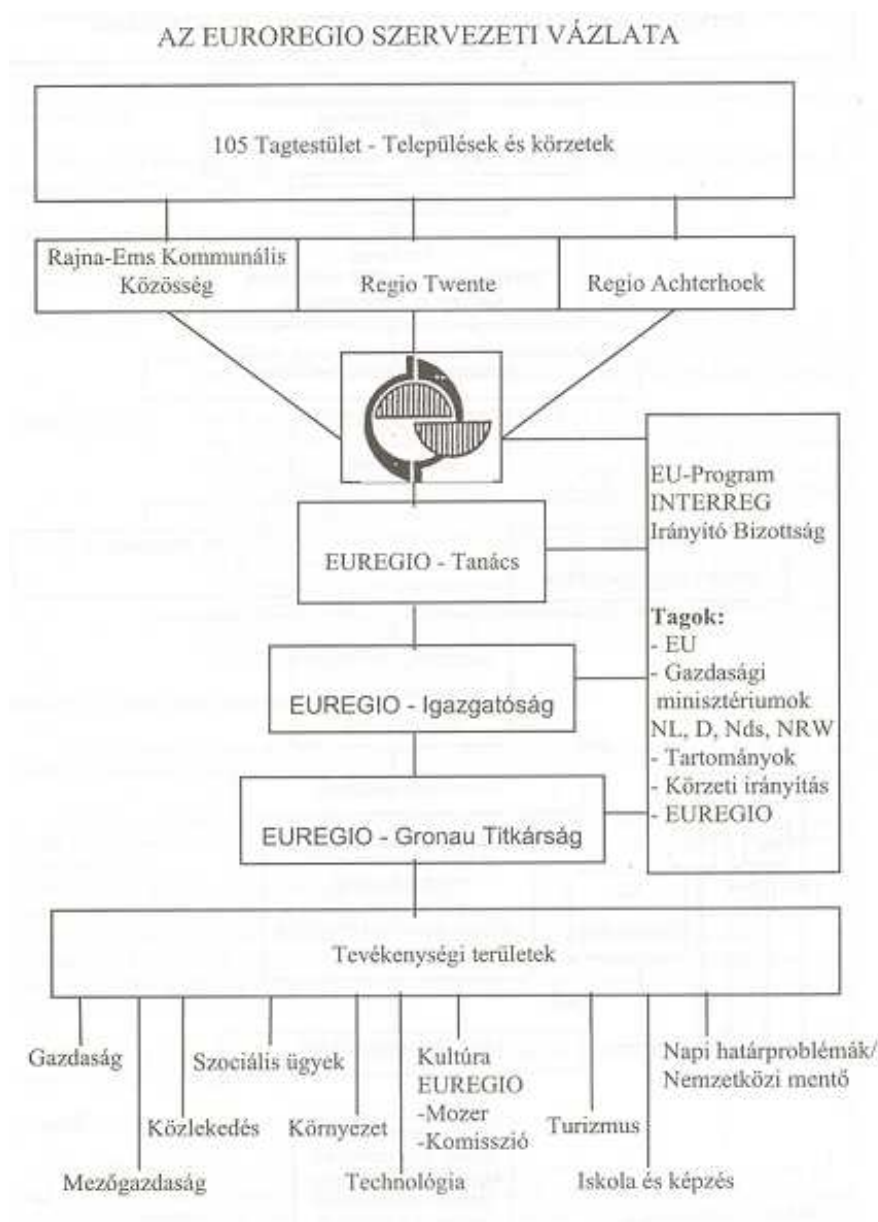 AZ EUROREGIO SZERVEZETI VÁZLATA
105 Tagtestület - Települések és körzetek
Rajna-Ems Kommunális
Közösség
Regio Twente
Regio Achterhoek
EU-Program
INTERREG
Irányító Bizottság
EUREGIO - Tanács
Tagok:
- EU
- Gazdasági
minisztériumok
NL, D, Nds, NRW
- Tartományok
- Körzeti irányítás
- EUREGIO
EUREGIO - Igazgatóság
EUREGIO - Gronau Titkárság
Tevékenységi területek
Gazdaság
Mezőgazdaság
Közlekedés
Szociális ügyek
Környezet
Technológia
Kultúra
EUREGIO
-Mozer
-Komisszió
Turizmus
Iskola és képzés
Napi határproblémák/
Nemzetközi mentő